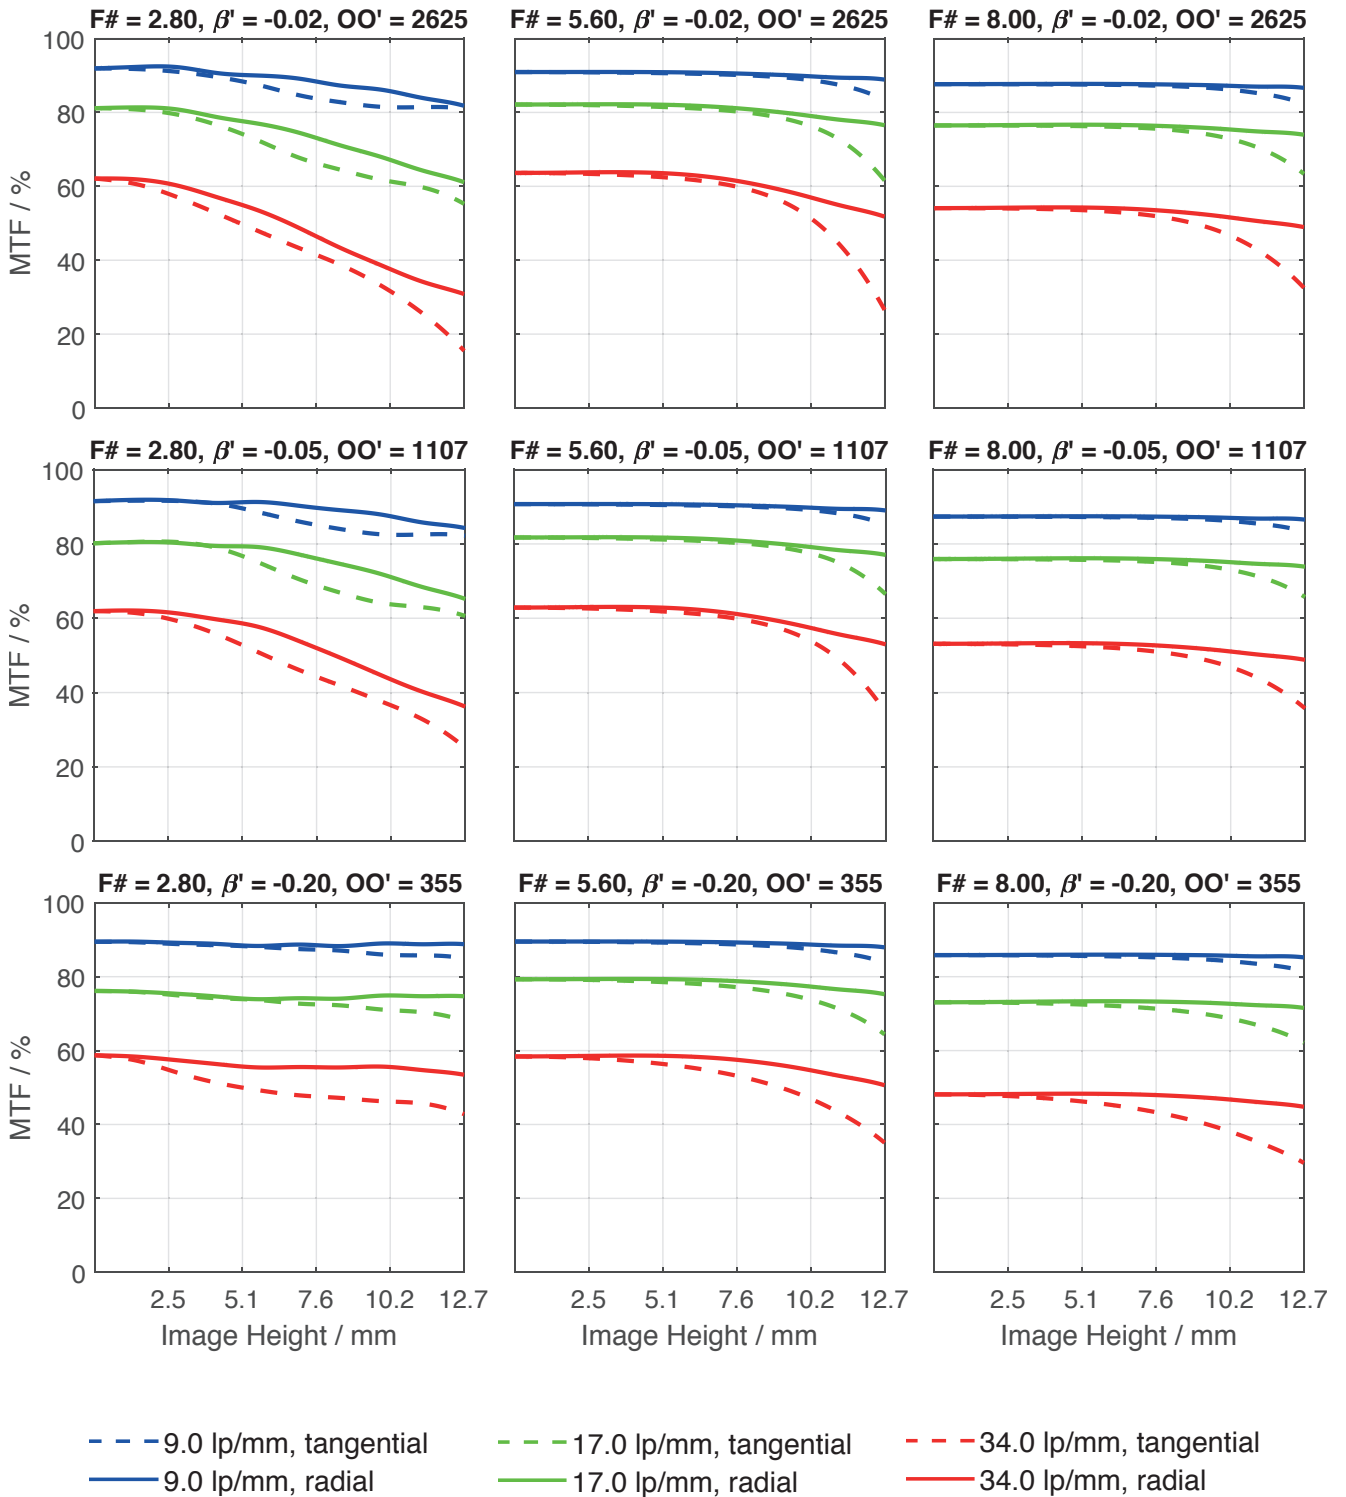 F# = 2.80, β' = -0.02, OO' = 2625
F# = 5.60, β' = -0.02, OO' = 2625
F# = 8.00, β' = -0.02, OO' = 2625
100
80
60
40
20
0
MTF / %
F# = 2.80, β' = -0.05, OO' = 1107
F# = 5.60, β' = -0.05, OO' = 1107
F# = 8.00, β' = -0.05, OO' = 1107
100
80
60
40
20
0
MTF / %
F# = 2.80, β' = -0.20, OO' = 355
F# = 5.60, β' = -0.20, OO' = 355
F# = 8.00, β' = -0.20, OO' = 355
100
80
60
40
20
0
MTF / %
2.5 5.1 7.6 10.2 12.7
2.5 5.1 7.6 10.2 12.7
2.5 5.1 7.6 10.2 12.7
Image Height / mm
Image Height / mm
Image Height / mm
9.0 lp/mm, tangential
9.0 lp/mm, radial
17.0 lp/mm, tangential
17.0 lp/mm, radial
34.0 lp/mm, tangential
34.0 lp/mm, radial